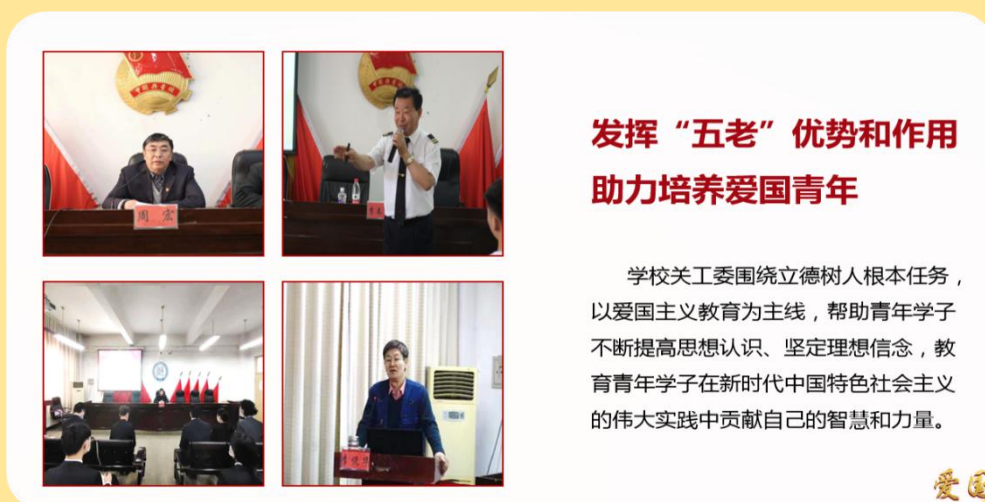 周 宏
发挥“五老”优势和作用
助力培养爱国青年
学校关工委围绕立德树人根本任务，
以爱国主义教育为主线，帮助青年学子
不断提高思想认识、坚定理想信念，教
育青年学子在新时代中国特色社会主义
的伟大实践中贡献自己的智慧和力量。
爱国